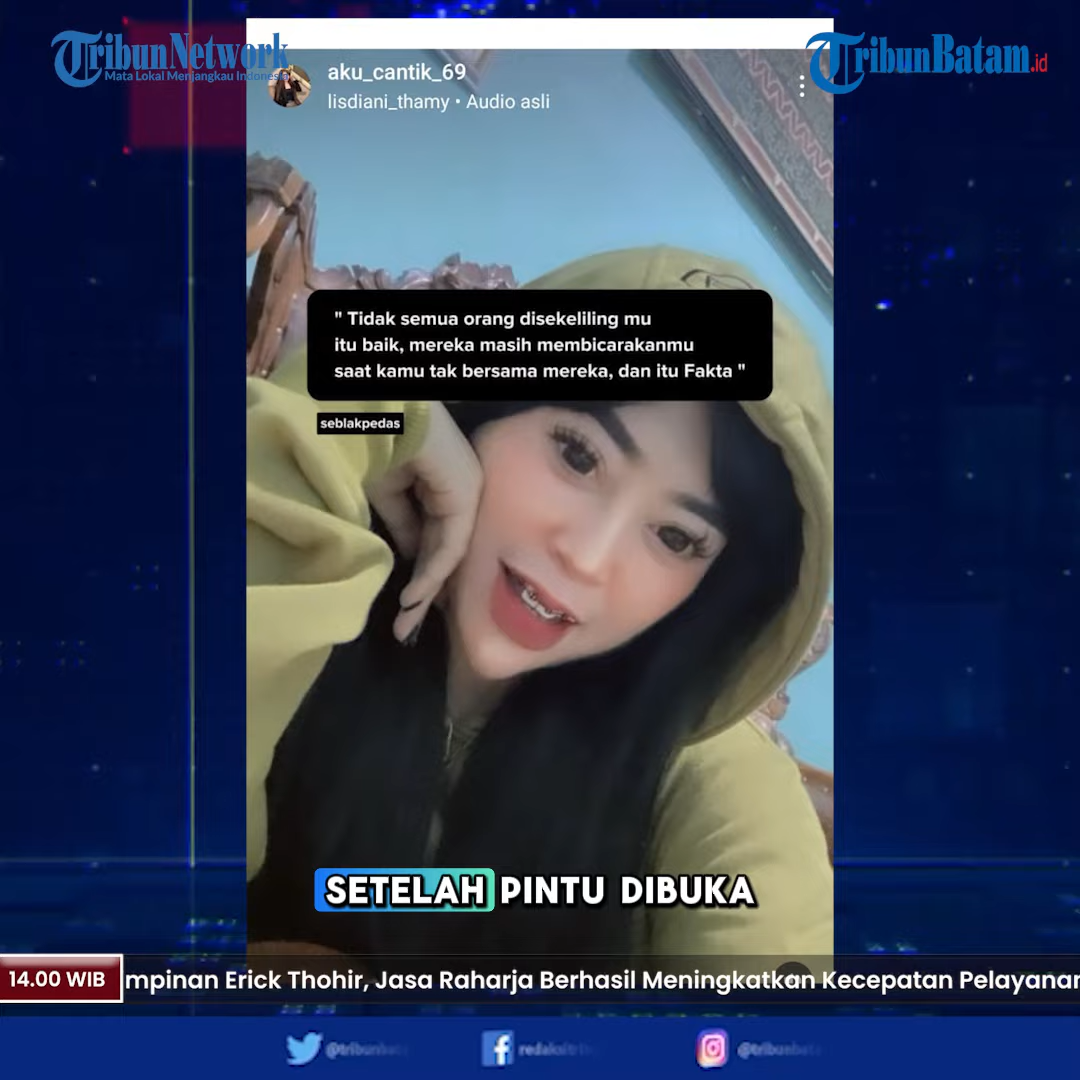 TribunNetwork
Mata Lokal Menjangkau Indonesia
TribunBatam.id
aku_cantik_69
lisdiani_thamy • Audio asli
" Tidak semua orang disekeliling mu
itu baik, mereka masih membicarakanmu
saat kamu tak bersama mereka, dan itu Fakta "
seblakpedas
SETELAH PINTU DIBUKA
14.00 WIB
mpinan Erick Thohir, Jasa Raharja Berhasil Meningkatkan Kecepatan Pelayanan